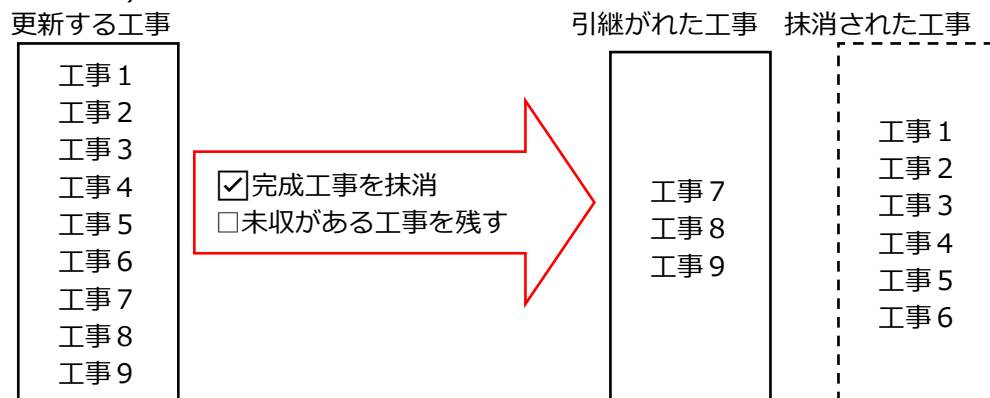 更新する工事
工事1
工事2
工事3
工事4
工事5
工事6
工事7
工事8
工事9
☑完成工事を抹消
□未収がある工事を残す
引継がれた工事
工事7
工事8
工事9
抹消された工事
工事1
工事2
工事3
工事4
工事5
工事6